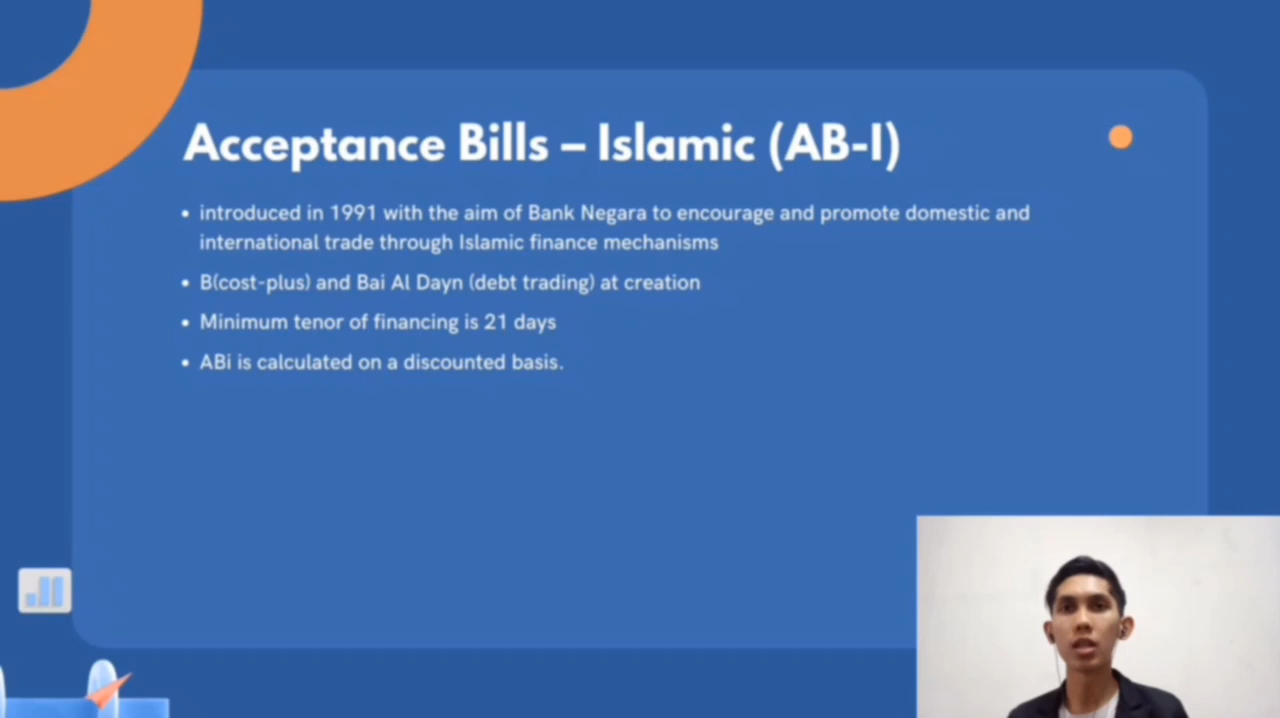 Acceptance Bills – Islamic (AB-I)
• introduced in 1991 with the aim of Bank Negara to encourage and promote domestic and
international trade through Islamic finance mechanisms
• B(cost-plus) and Bai Al Dayn (debt trading) at creation
• Minimum tenor of financing is 21 days
• ABi is calculated on a discounted basis.